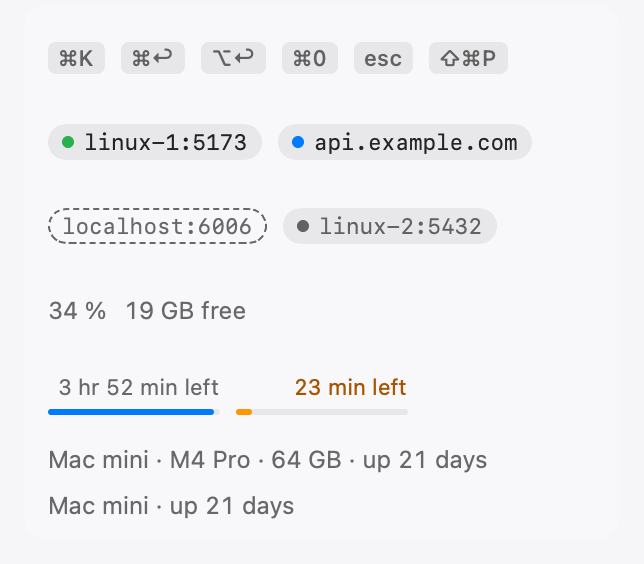 ⌘K ⌘↩ ⌥↩ ⌘0 esc ⇧⌘P
linux-1:5173 api.example.com
localhost:6006 linux-2:5432
34 % 19 GB free
3 hr 52 min left 23 min left
Mac mini · M4 Pro · 64 GB · up 21 days
Mac mini · up 21 days